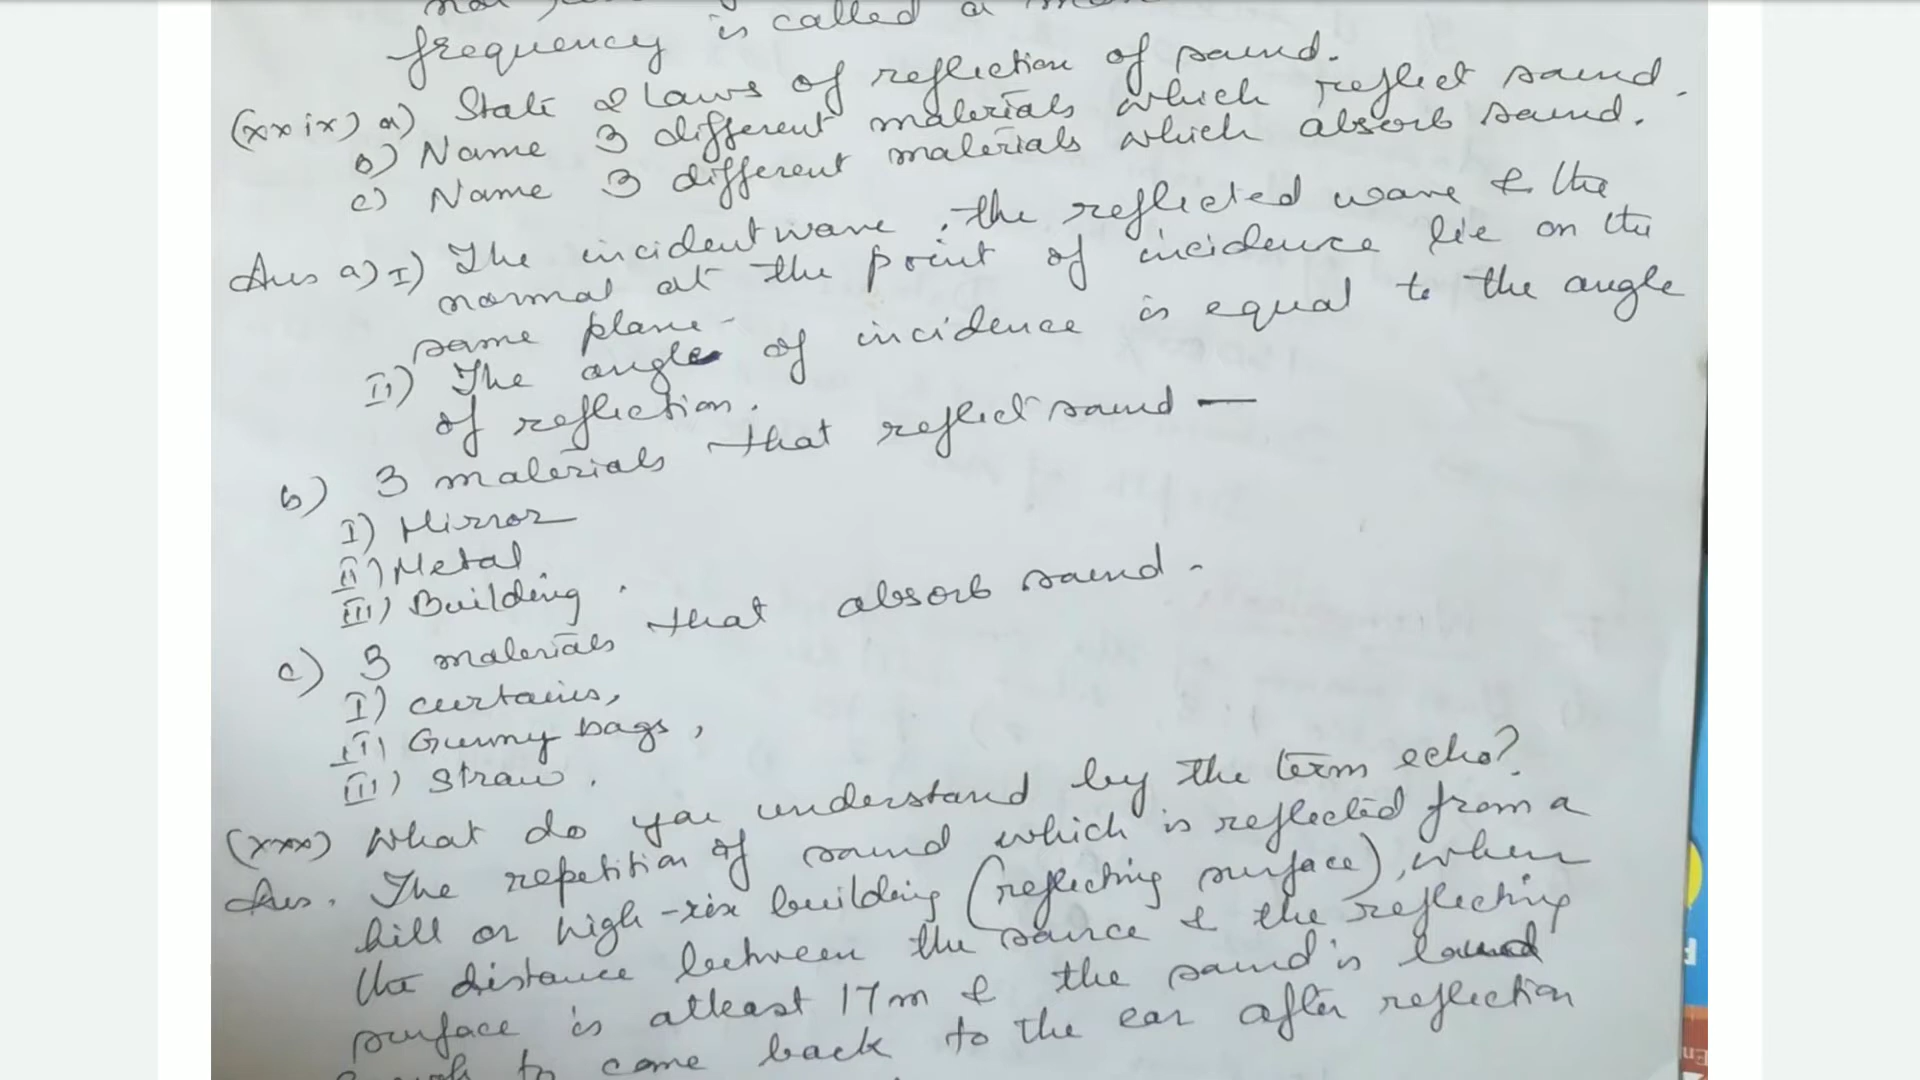 frequency is called a
(xxix) a) State 2 laws of reflection of sound.
b) Name 3 different materials which reflect sound.
c) Name 3 different materials which absorb sound.
Ans a) I) The incident wave, the reflected wave & the
normal at the point of incidence lie on the
same plane-
II) The angle of incidence is equal to the angle
of reflection.
b) 3 materials that reflect sound —
I) Mirror
II) Metal
III) Building.
c) 3 materials that absorb sound-
I) curtains,
II) Gunny bags,
III) Straw.
(xxx) What do you understand by the term echo?
Ans. The repetition of sound which is reflected from a
hill or high-rise building (reflecting surface), when
the distance between the source & the reflecting
surface is atleast 17m & the sound is loud
to come back to the ear after reflection